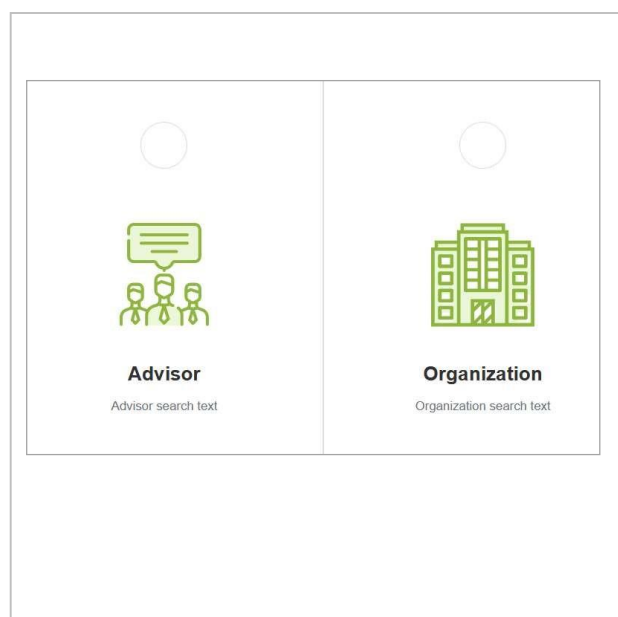 Advisor
Advisor search text
Organization
Organization search text